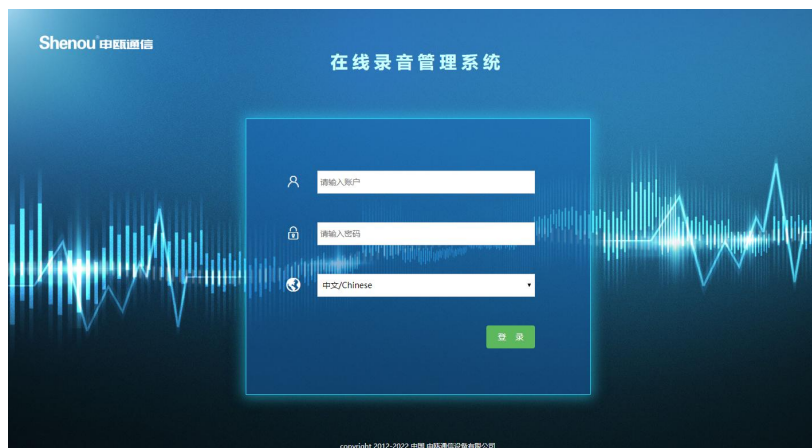 Shenou 申瓯通信
在线录音管理系统
请输入账户
请输入密码
中文/Chinese
登 录
copyright 2012-2022 中国 申瓯通信设备有限公司